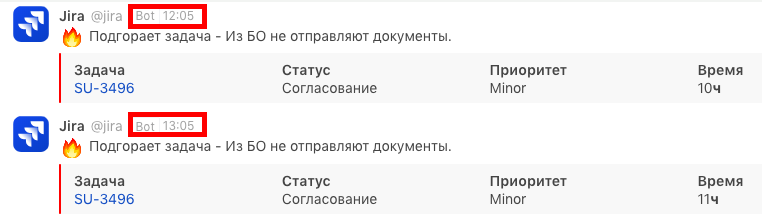 Jira @jira Bot 12:05
🔥 Подгорает задача - Из БО не отправляют документы.
Задача Статус Приоритет Время
SU-3496 Согласование Minor 10ч
Jira @jira Bot 13:05
🔥 Подгорает задача - Из БО не отправляют документы.
Задача Статус Приоритет Время
SU-3496 Согласование Minor 11ч